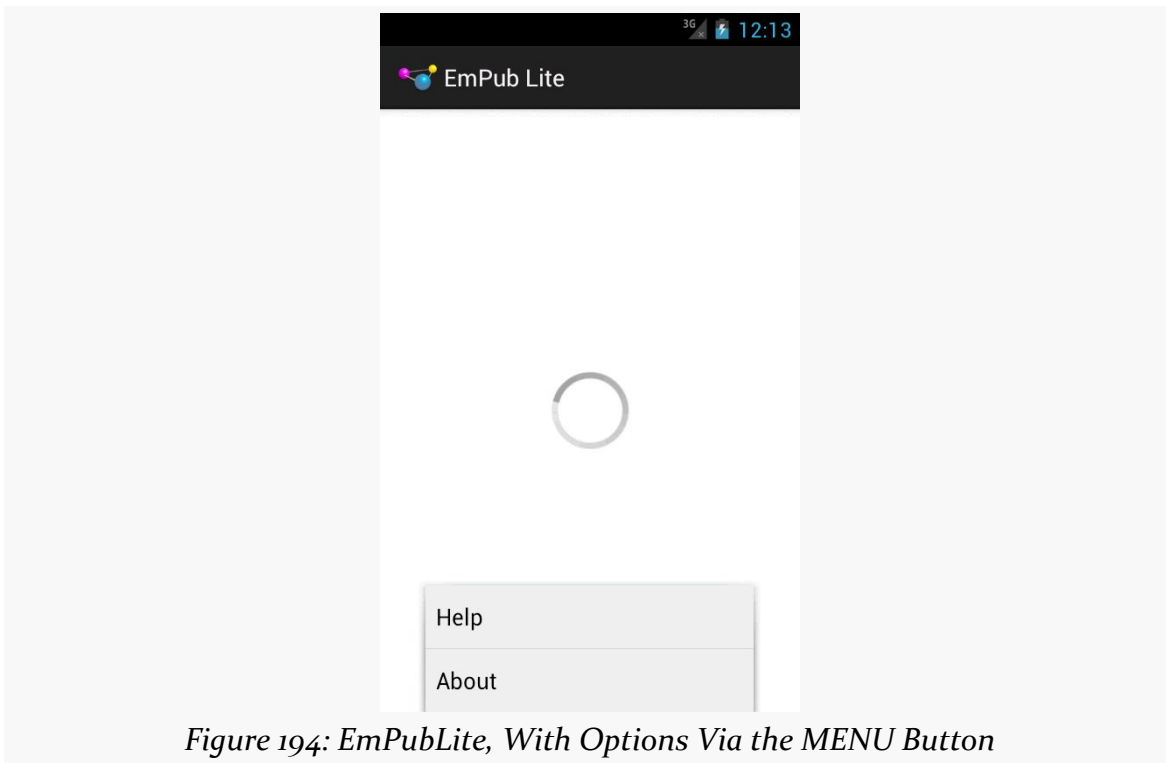 3G 12:13
EmPub Lite
Help
About
Figure 194: EmPubLite, With Options Via the MENU Button